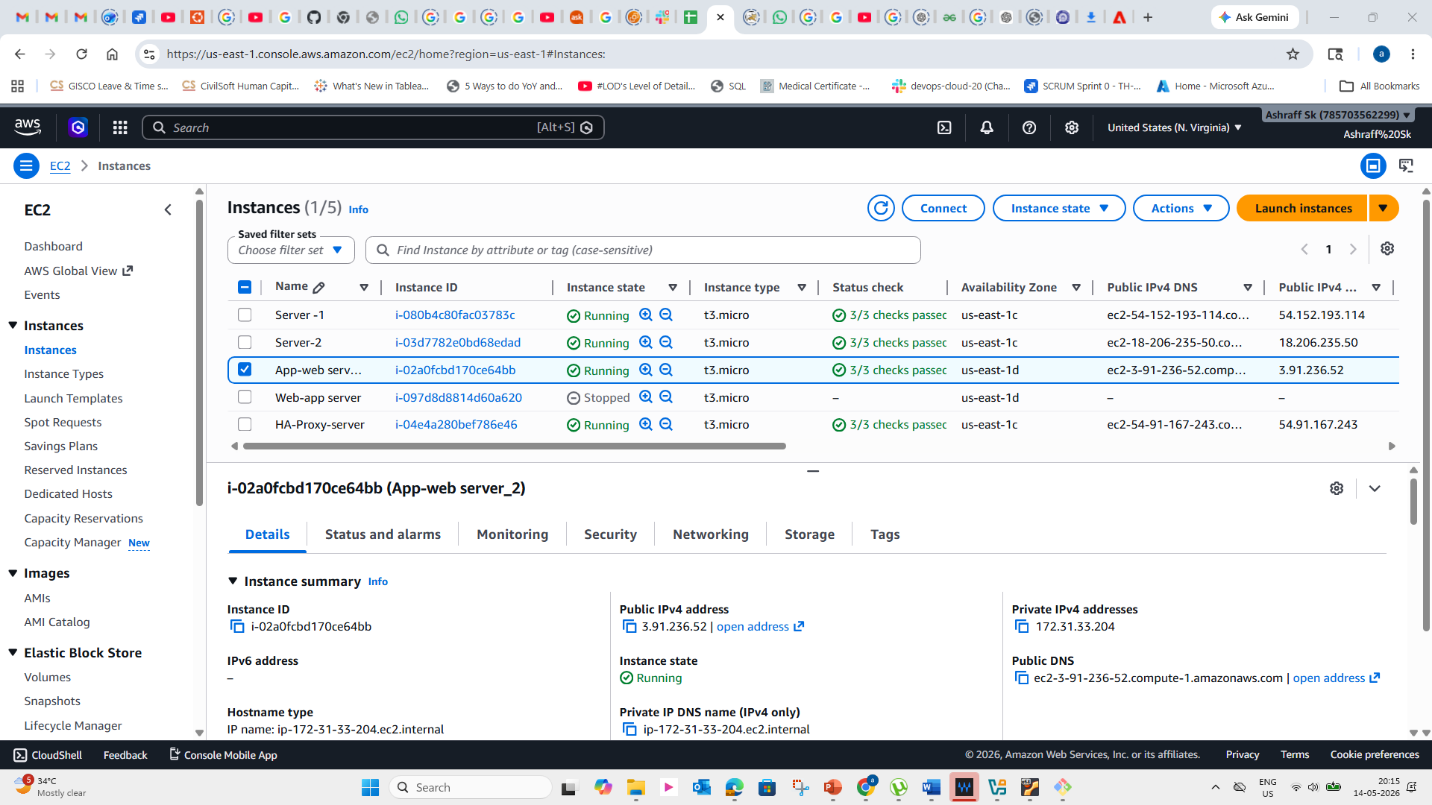 Ask Gemini
https://us-east-1.console.aws.amazon.com/ec2/home?region=us-east-1#Instances:
a
GISCO Leave & Time s...
CivilSoft Human Capit...
What's New in Tablea...
5 Ways to do YoY and...
#LOD's Level of Detail...
SQL
Medical Certificate -...
devops-cloud-20 (Cha...
SCRUM Sprint 0 - TH-...
Home - Microsoft Azu...
All Bookmarks
aws
Search
[Alt+S]
United States (N. Virginia)
Ashraff Sk (785703562299)
Ashraff%20Sk
EC2
Instances
EC2
Dashboard
AWS Global View
Events
Instances
Instances
Instance Types
Launch Templates
Spot Requests
Savings Plans
Reserved Instances
Dedicated Hosts
Capacity Reservations
Capacity Manager New
Images
AMIs
AMI Catalog
Elastic Block Store
Volumes
Snapshots
Lifecycle Manager
Instances (1/5) Info
Connect
Instance state
Actions
Launch instances
Saved filter sets
Choose filter set
Find Instance by attribute or tag (case-sensitive)
1
Name Instance ID Instance state Instance type Status check Availability Zone Public IPv4 DNS Public IPv4 ...
Server -1 i-080b4c80fac03783c Running t3.micro 3/3 checks passec us-east-1c ec2-54-152-193-114.co... 54.152.193.114
Server-2 i-03d7782e0bd68edad Running t3.micro 3/3 checks passec us-east-1c ec2-18-206-235-50.co... 18.206.235.50
App-web serv... i-02a0fcbd170ce64bb Running t3.micro 3/3 checks passec us-east-1d ec2-3-91-236-52.comp... 3.91.236.52
Web-app server i-097d8d8814d60a620 Stopped t3.micro – us-east-1d – –
HA-Proxy-server i-04e4a280bef786e46 Running t3.micro 3/3 checks passec us-east-1c ec2-54-91-167-243.co... 54.91.167.243
i-02a0fcbd170ce64bb (App-web server_2)
Details
Status and alarms
Monitoring
Security
Networking
Storage
Tags
Instance summary Info
Instance ID
i-02a0fcbd170ce64bb
Public IPv4 address
3.91.236.52 | open address
Private IPv4 addresses
172.31.33.204
IPv6 address
–
Instance state
Running
Public DNS
ec2-3-91-236-52.compute-1.amazonaws.com | open address
Hostname type
IP name: ip-172-31-33-204.ec2.internal
Private IP DNS name (IPv4 only)
ip-172-31-33-204.ec2.internal
CloudShell
Feedback
Console Mobile App
© 2026, Amazon Web Services, Inc. or its affiliates.
Privacy
Terms
Cookie preferences
5
34°C
Mostly clear
Search
ENG
US
20:15
14-05-2026